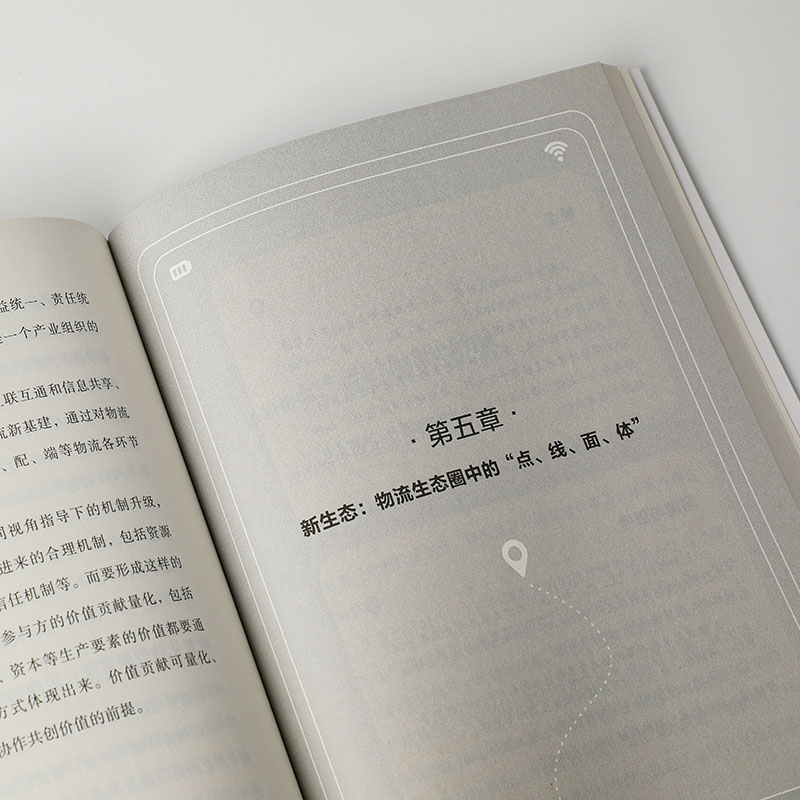 益统一、责任统
一个产业组织的
联互通和信息共享、
流新基建，通过对物流
、配、端等物流各环节
视角指导下的机制升级，
进来的合理机制，包括资源
信任机制等。而要形成这样的
参与方的价值贡献量化，包括
、资本等生产要素的价值都要通
方式体现出来。价值贡献可量化、
协作共创价值的前提。
·第五章·
新生态：物流生态圈中的“点、线、面、体”